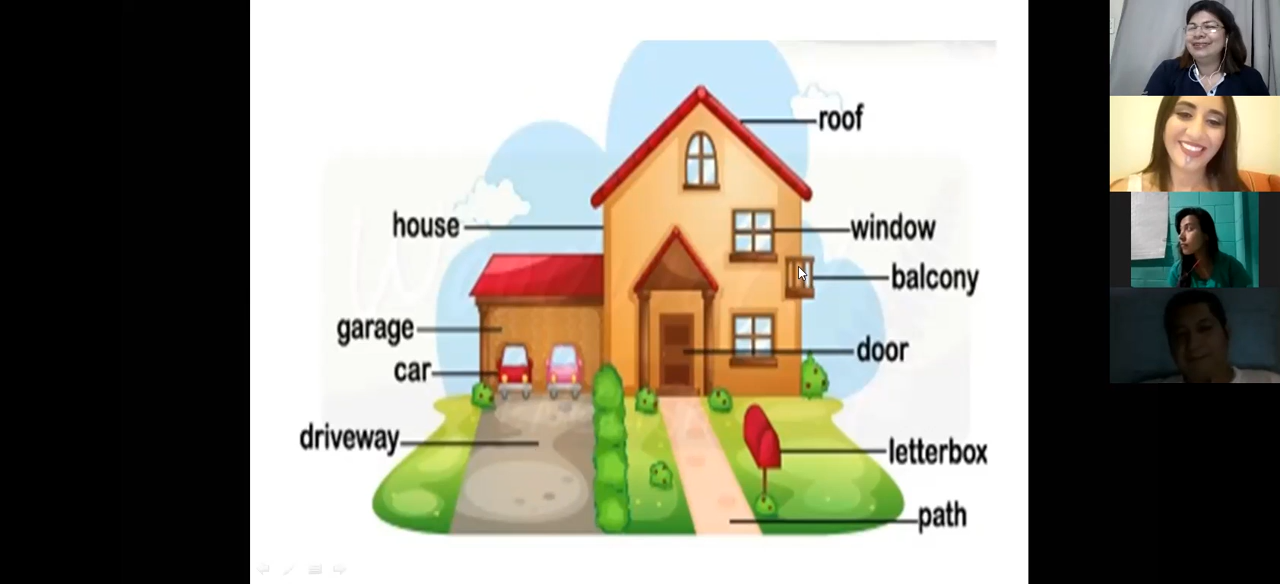 roof
house
window
balcony
garage
door
car
driveway
letterbox
path